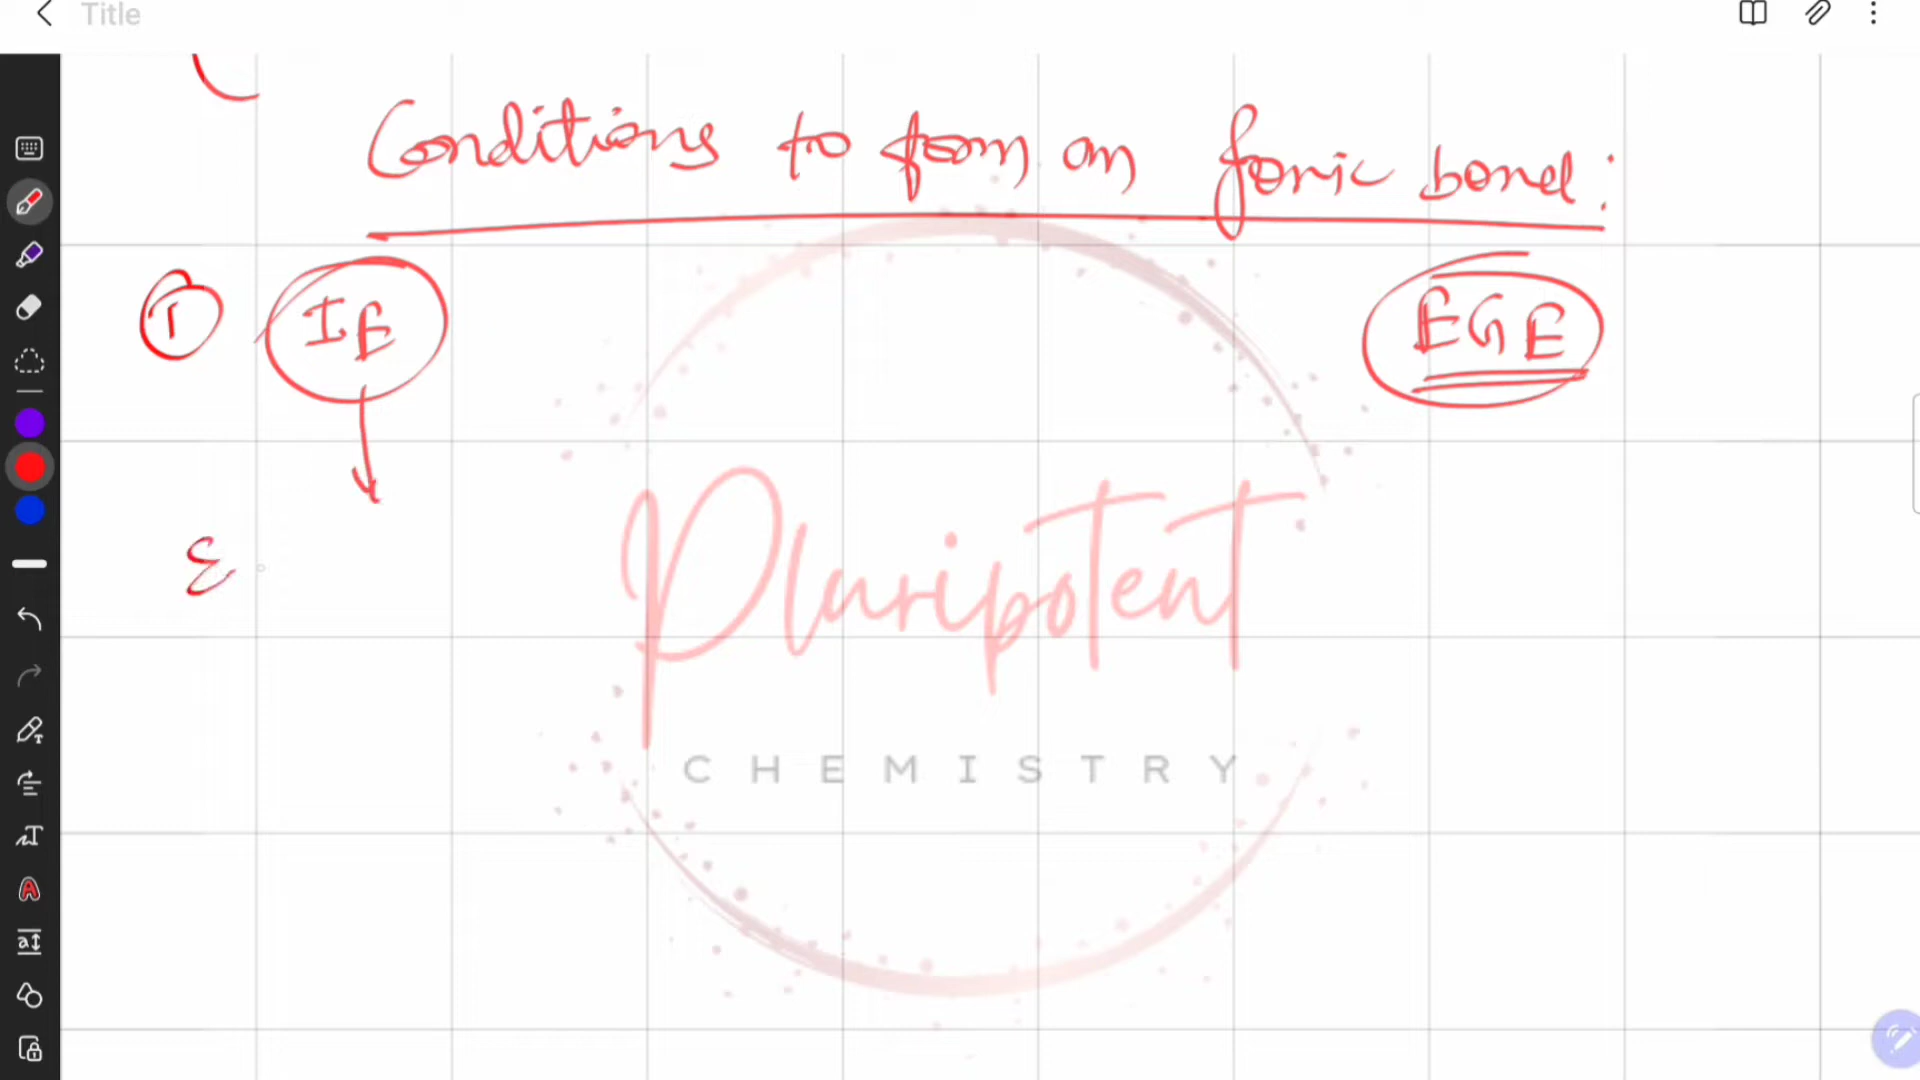 Title
Conditions to form an Ionic bond:
1 IE EGE
Σ
Pluripotent
CHEMISTRY